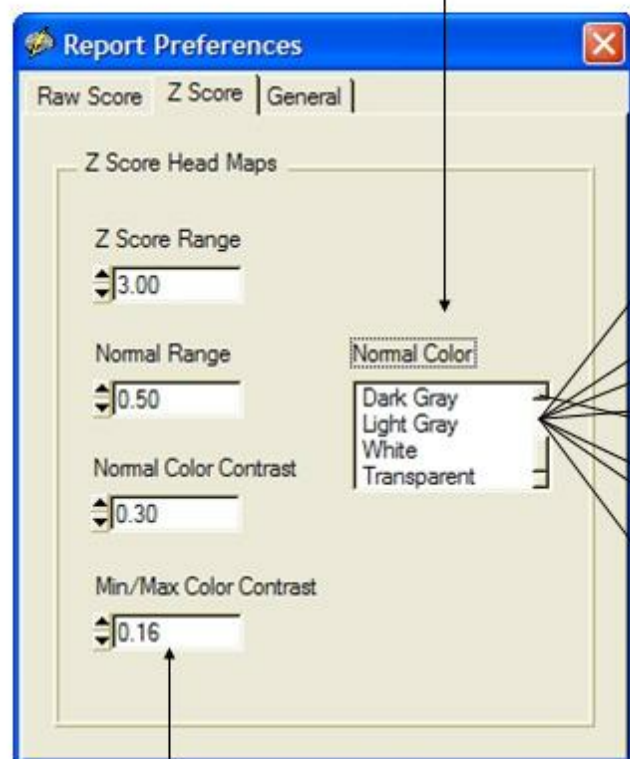 Report Preferences
Raw Score Z Score General
Z Score Head Maps
Z Score Range
3.00
Normal Range
0.50
Normal Color Contrast
0.30
Min/Max Color Contrast
0.16
Normal Color
Dark Gray
Light Gray
White
Transparent